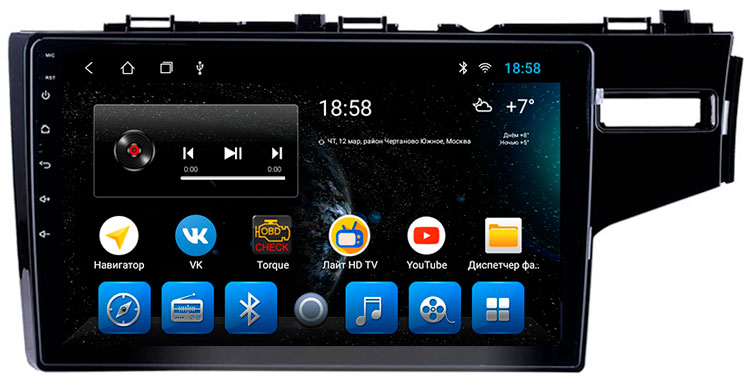 MIC
RST
18:58
18:58
+7°
Днём +8°
Ночью +5°
ЧТ, 12 мар, район Чертаново Южное, Москва
0:00
0:00
OBD
CHECK
Навигатор
VK
Torque
Лайт HD TV
YouTube
Диспетчер фа..